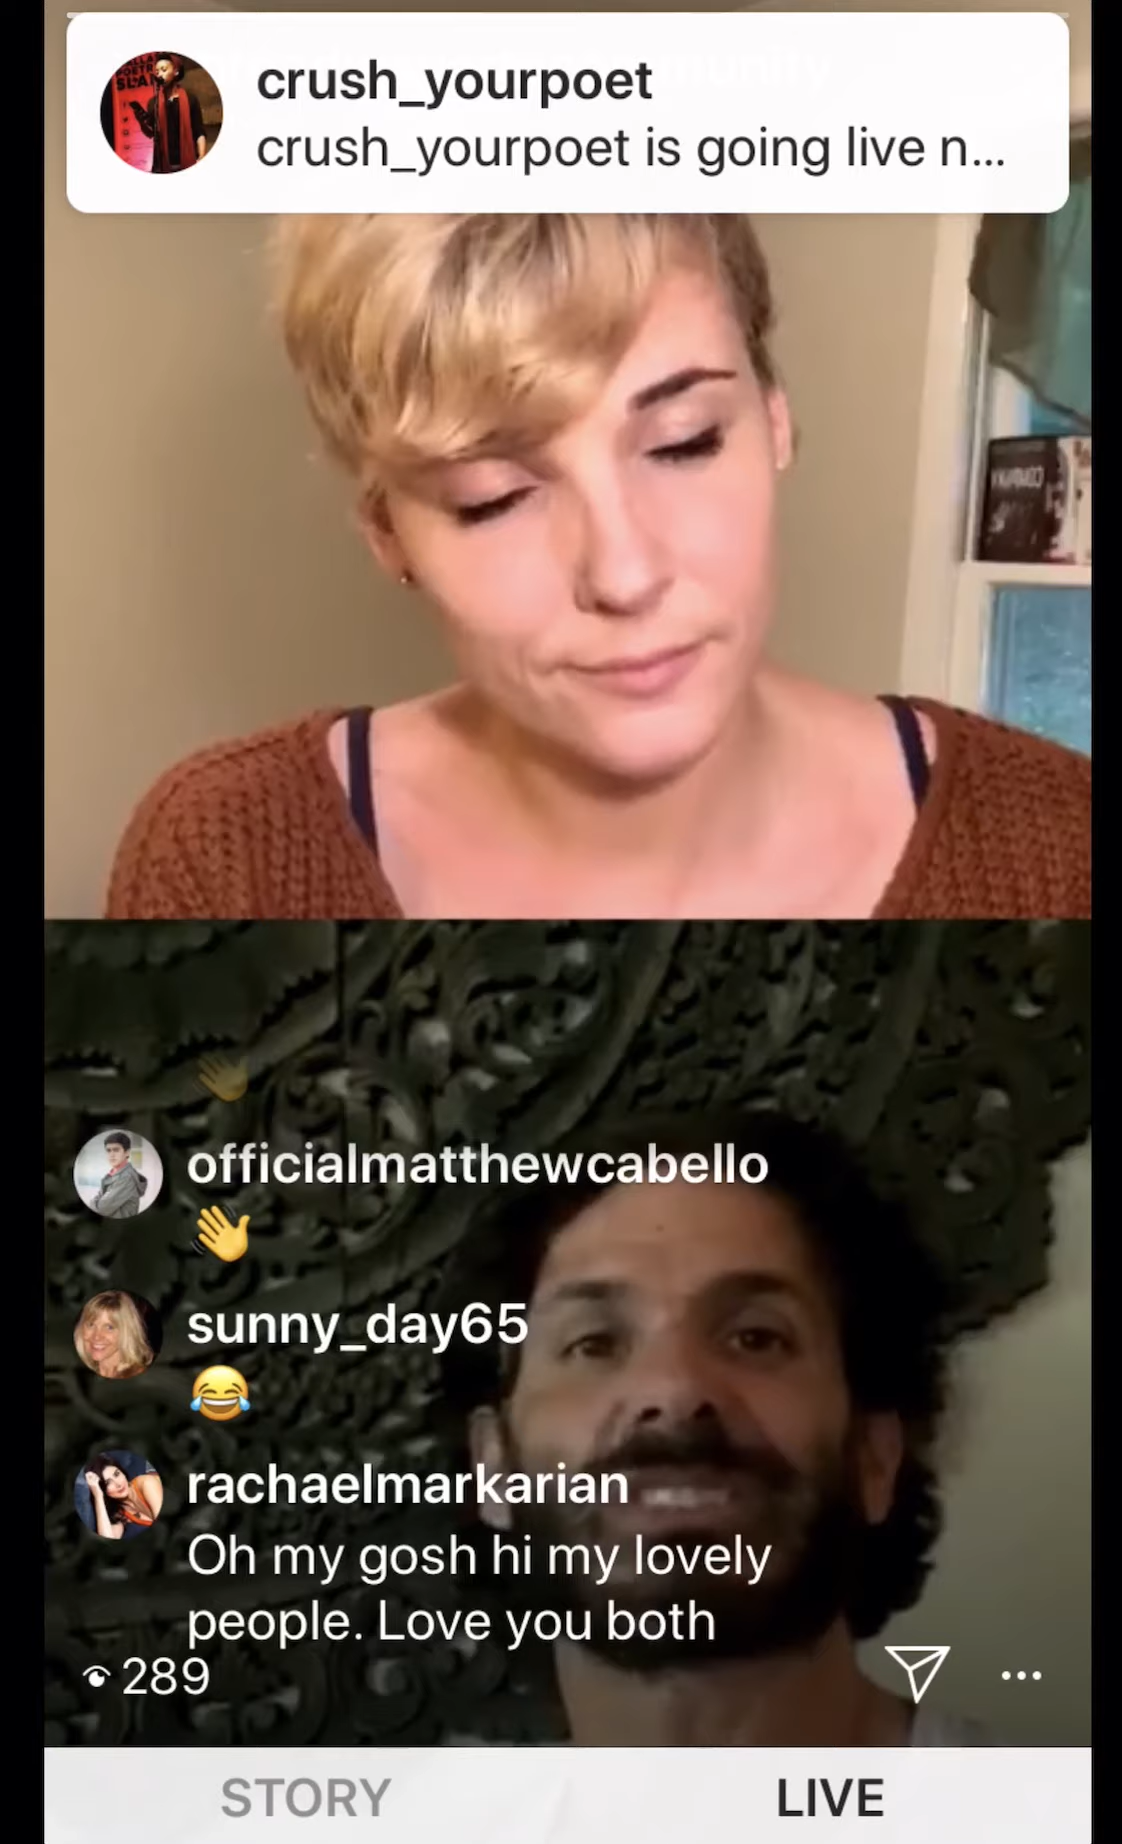 crush_yourpoet
crush_yourpoet is going live n...
officialmatthewcabello
👋
sunny_day65
😂
rachaelmarkarian
Oh my gosh hi my lovely
people. Love you both
289
STORY
LIVE